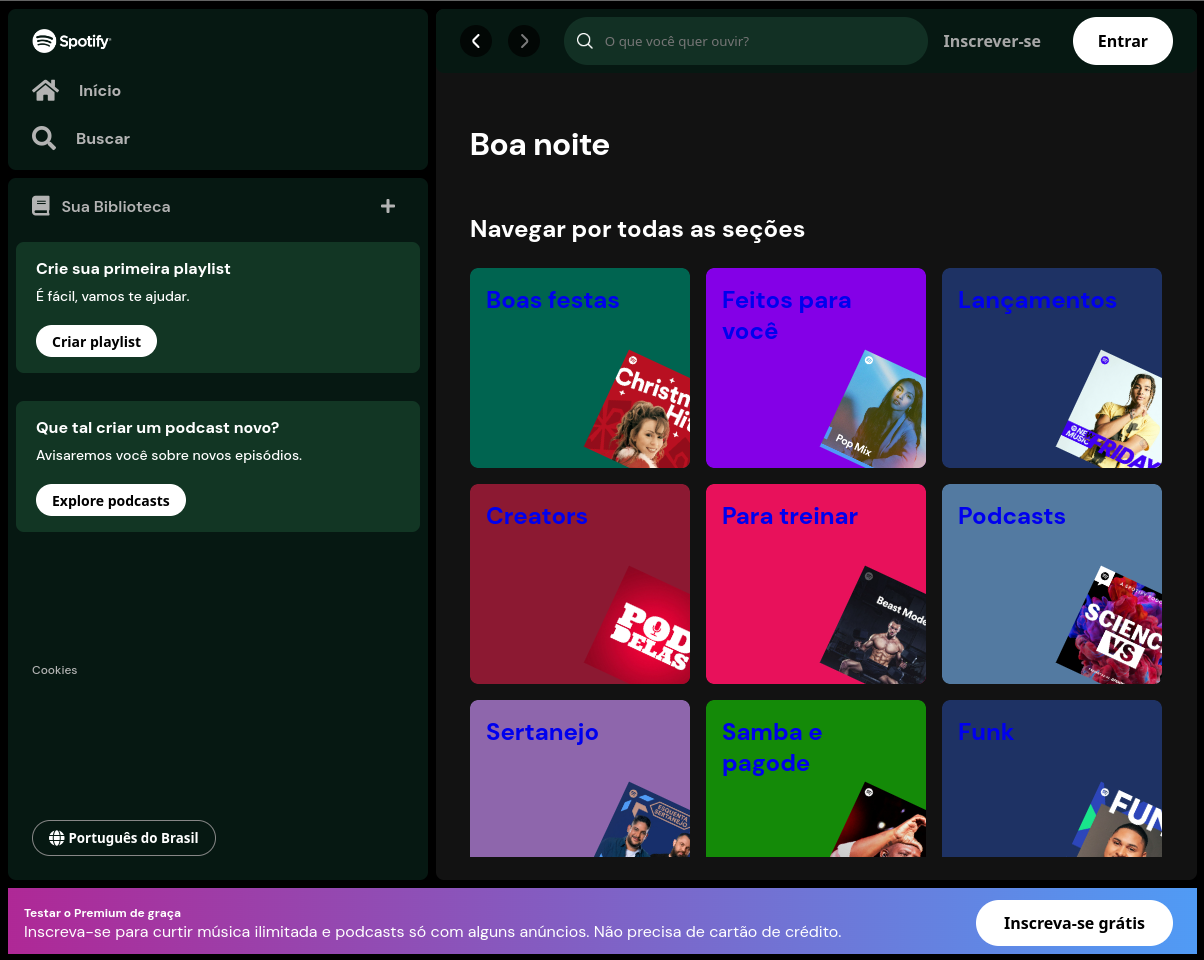 Spotify
Início
Buscar
Sua Biblioteca
Crie sua primeira playlist
É fácil, vamos te ajudar.
Criar playlist
Que tal criar um podcast novo?
Avisaremos você sobre novos episódios.
Explore podcasts
Cookies
Português do Brasil
O que você quer ouvir?
Inscrever-se
Entrar
Boa noite
Navegar por todas as seções
Boas festas
Christm
Hit
Feitos para
você
Pop Mix
Lançamentos
NE
MUSIC
FRIDAY
Creators
POD
DELAS
Para treinar
Beast Mode
Podcasts
SCIENC
VS
Sertanejo
ESQUENTA
SERTANEJO
Samba e
pagode
Funk
FUN
Testar o Premium de graça
Inscreva-se para curtir música ilimitada e podcasts só com alguns anúncios. Não precisa de cartão de crédito.
Inscreva-se grátis